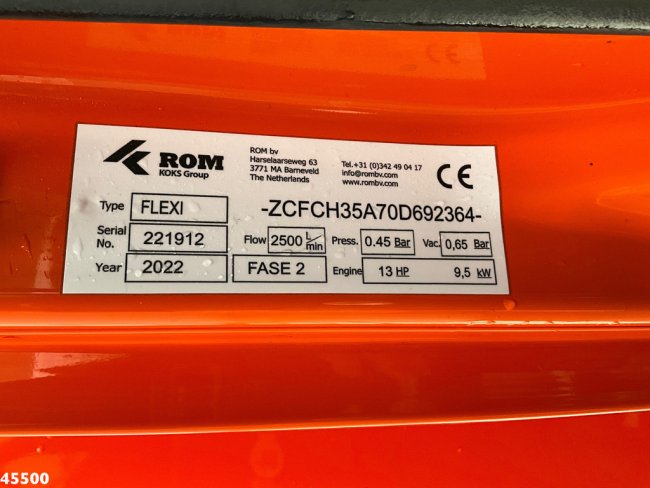 ROM
KOKS Group
ROM bv
Harselaarseweg 63
3771 MA Barneveld
The Netherlands
Tel.+31 (0)342 49 04 17
info@rombv.com
www.rombv.com
CE
Type FLEXI -ZCFCH35A70D692364-
Serial No. 221912 Flow 2500 L/min Press. 0.45 Bar Vac. 0,65 Bar
Year 2022 FASE 2 Engine 13 HP 9,5 kW
45500